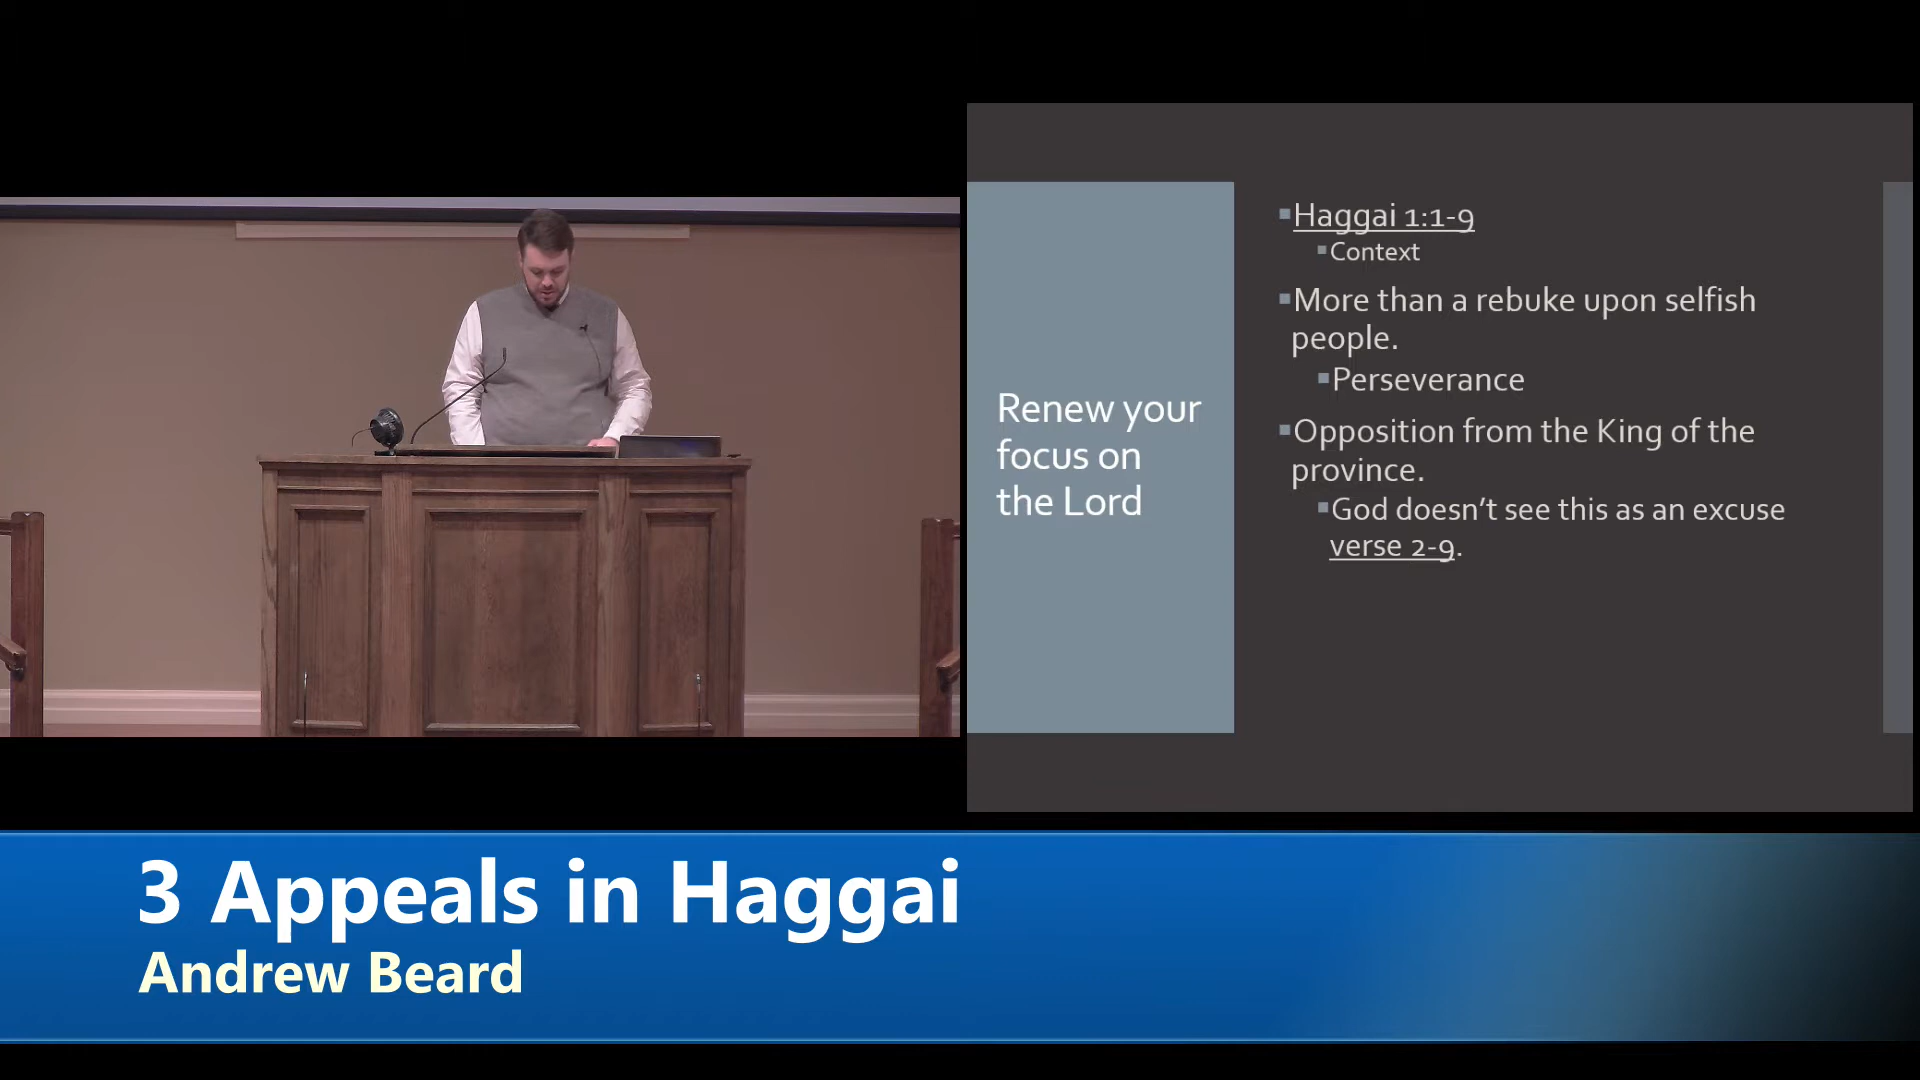 Renew your
focus on
the Lord
Haggai 1:1-9
Context
More than a rebuke upon selfish
people.
Perseverance
Opposition from the King of the
province.
God doesn't see this as an excuse
verse 2-9.
3 Appeals in Haggai
Andrew Beard